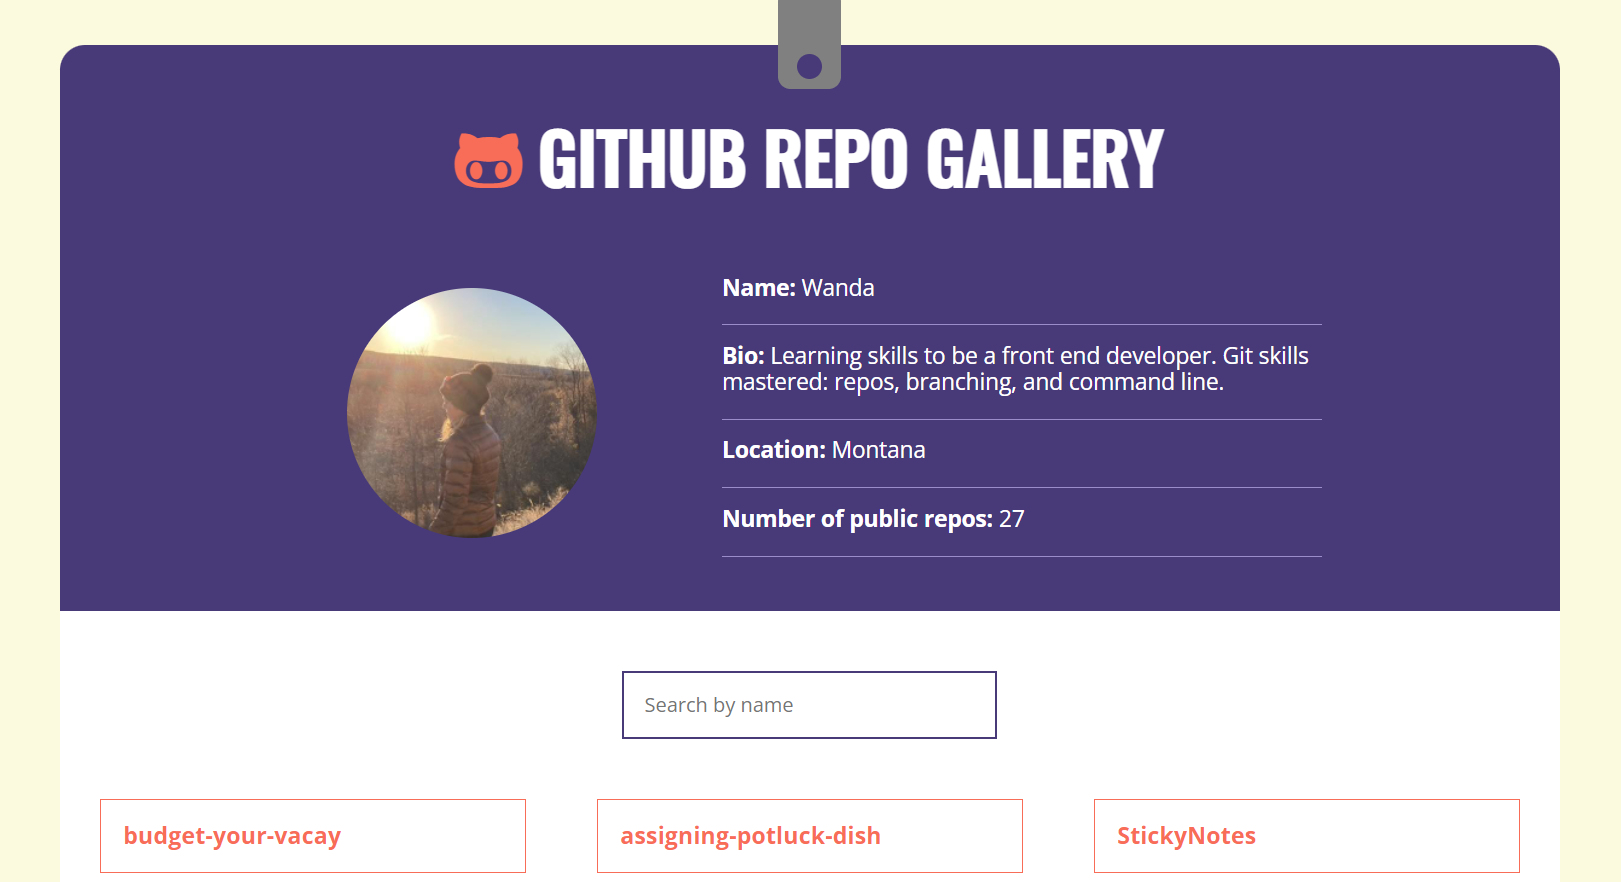 GITHUB REPO GALLERY
Name: Wanda
Bio: Learning skills to be a front end developer. Git skills
mastered: repos, branching, and command line.
Location: Montana
Number of public repos: 27
Search by name
budget-your-vacay
assigning-potluck-dish
StickyNotes